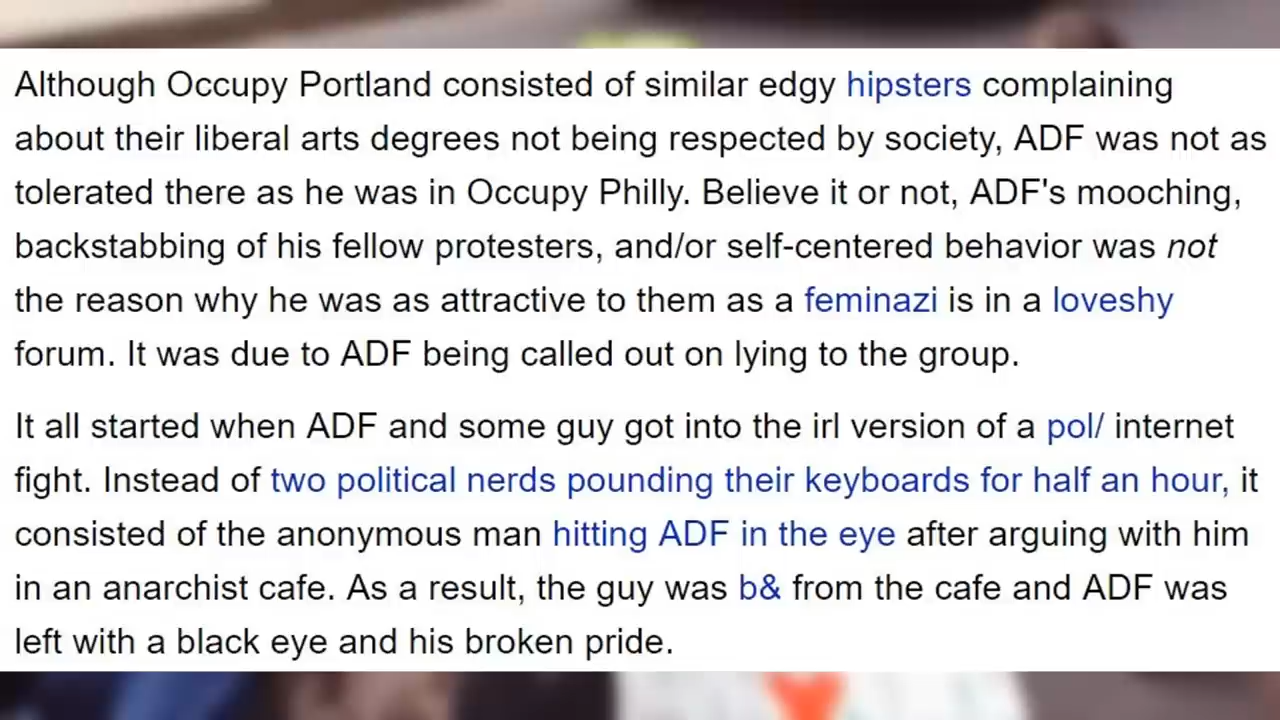 Although Occupy Portland consisted of similar edgy hipsters complaining
about their liberal arts degrees not being respected by society, ADF was not as
tolerated there as he was in Occupy Philly. Believe it or not, ADF's mooching,
backstabbing of his fellow protesters, and/or self-centered behavior was not
the reason why he was as attractive to them as a feminazi is in a loveshy
forum. It was due to ADF being called out on lying to the group.
It all started when ADF and some guy got into the irl version of a pol/ internet
fight. Instead of two political nerds pounding their keyboards for half an hour, it
consisted of the anonymous man hitting ADF in the eye after arguing with him
in an anarchist cafe. As a result, the guy was b& from the cafe and ADF was
left with a black eye and his broken pride.